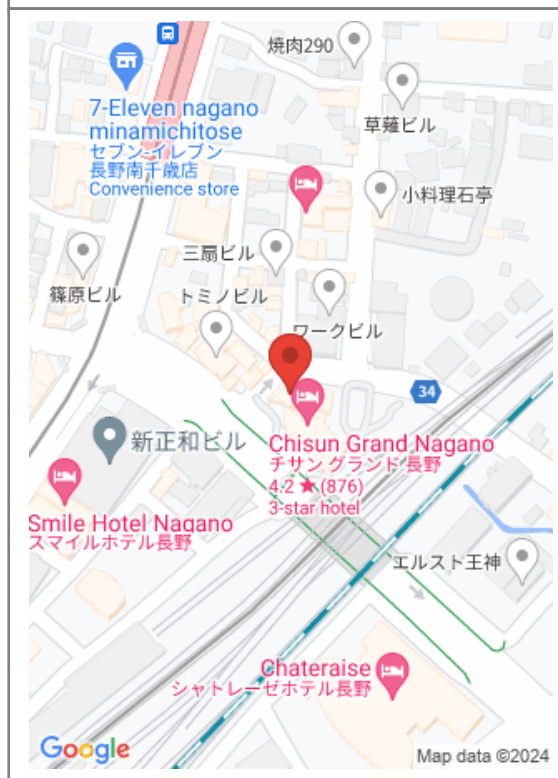 焼肉290
7-Eleven nagano
minamichitose
セブン-イレブン
長野南千歳店
Convenience store
草薙ビル
小料理石亭
三扇ビル
篠原ビル
トミノビル
ワークビル
34
新正和ビル
Chisun Grand Nagano
チサン グランド 長野
4.2 ★ (876)
3-star hotel
Smile Hotel Nagano
スマイルホテル長野
エルスト王神
Chateraise
シャトレーゼホテル長野
Google
Map data ©2024